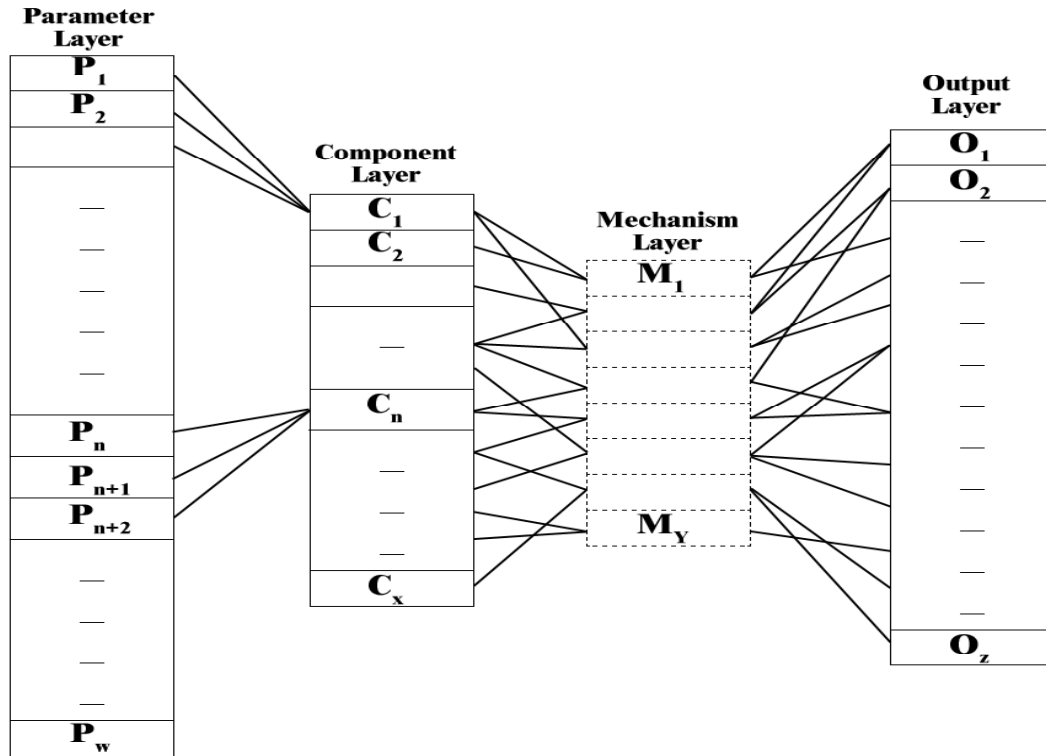 Parameter
Layer
P1
P2
Pn
Pn+1
Pn+2
Pw
Component
Layer
C1
C2
Cn
Cx
Mechanism
Layer
M1
MY
Output
Layer
O1
O2
Oz